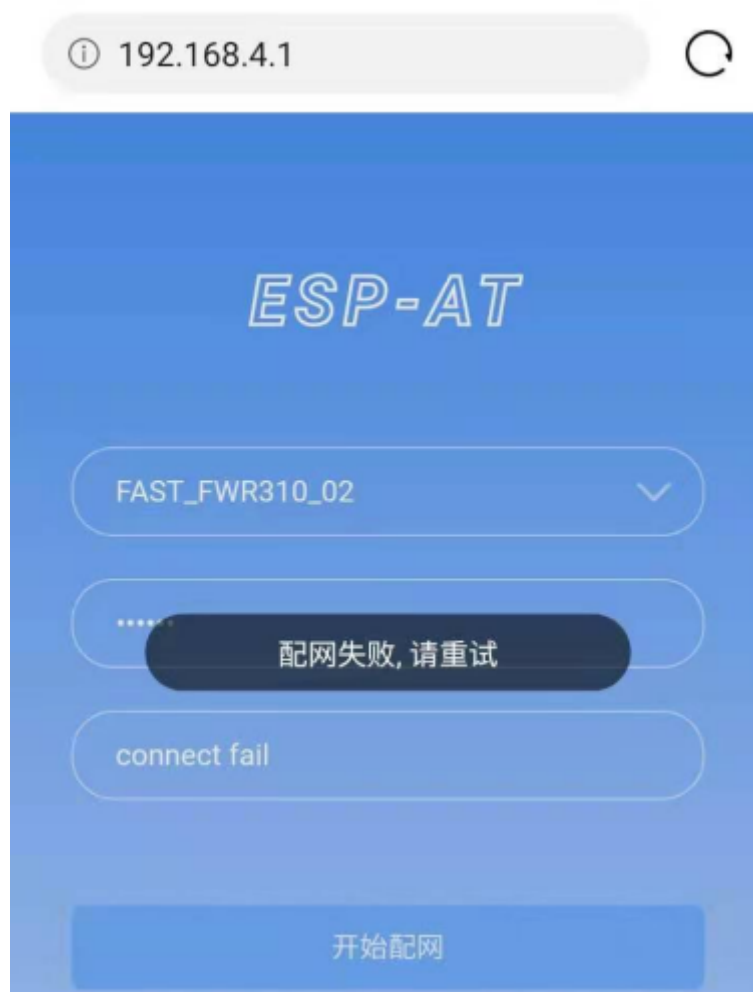 192.168.4.1
ESP-AT
FAST_FWR310_02
配网失败, 请重试
connect fail
开始配网